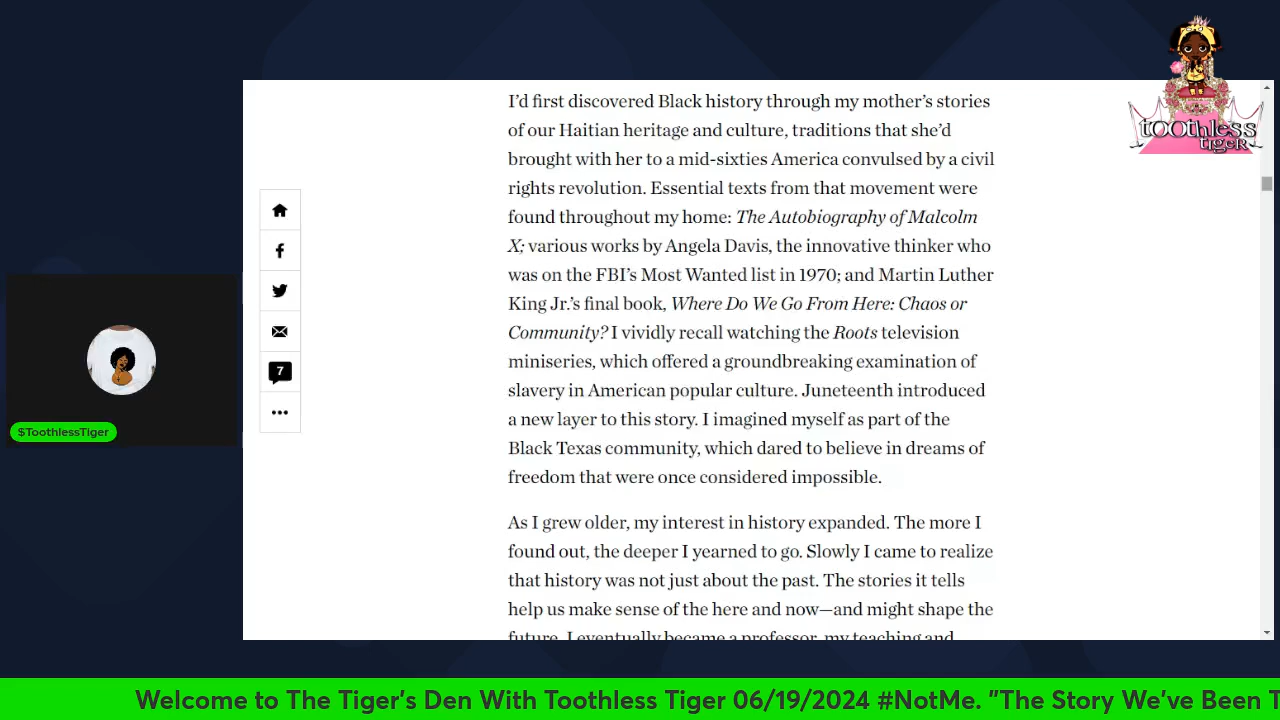 toothless
tiger
I’d first discovered Black history through my mother’s stories
of our Haitian heritage and culture, traditions that she’d
brought with her to a mid-sixties America convulsed by a civil
rights revolution. Essential texts from that movement were
found throughout my home: The Autobiography of Malcolm
X; various works by Angela Davis, the innovative thinker who
was on the FBI’s Most Wanted list in 1970; and Martin Luther
King Jr.’s final book, Where Do We Go From Here: Chaos or
Community? I vividly recall watching the Roots television
miniseries, which offered a groundbreaking examination of
slavery in American popular culture. Juneteenth introduced
a new layer to this story. I imagined myself as part of the
Black Texas community, which dared to believe in dreams of
freedom that were once considered impossible.
As I grew older, my interest in history expanded. The more I
found out, the deeper I yearned to go. Slowly I came to realize
that history was not just about the past. The stories it tells
help us make sense of the here and now—and might shape the
future. I eventually became a professor, my teaching and
7
$ToothlessTiger
Welcome to The Tiger's Den With Toothless Tiger 06/19/2024 #NotMe. "The Story We've Been T